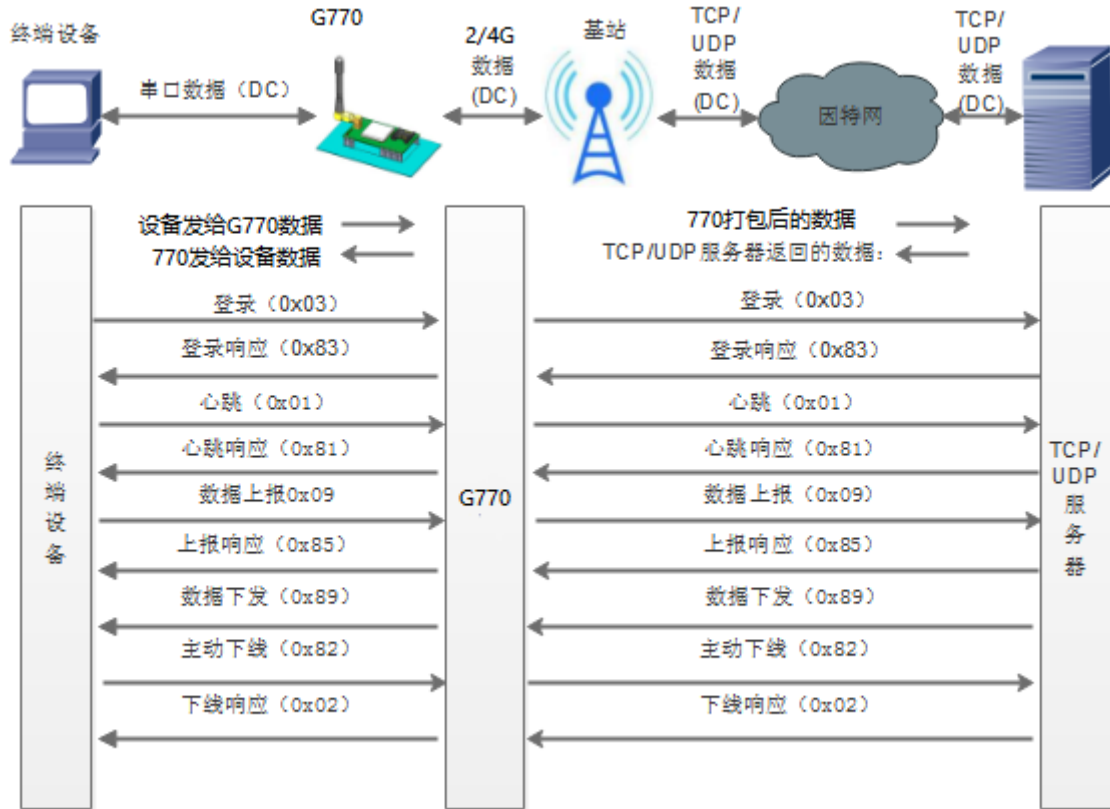 终端设备
G770
基站
串口数据（DC）
2/4G
数据
(DC)
TCP/
UDP
数据
(DC)
因特网
TCP/
UDP
数据
(DC)
设备发给G770数据
770发给设备数据
770打包后的数据
TCP/UDP服务器返回的数据：
登录（0x03）
登录响应（0x83）
心跳（0x01）
心跳响应（0x81）
数据上报0x09
上报响应（0x85）
数据下发（0x89）
主动下线（0x82）
下线响应（0x02）
登录（0x03）
登录响应（0x83）
心跳（0x01）
心跳响应（0x81）
数据上报（0x09）
上报响应（0x85）
数据下发（0x89）
主动下线（0x82）
下线响应（0x02）
终
端
设
备
G770
TCP/
UDP
服
务
器